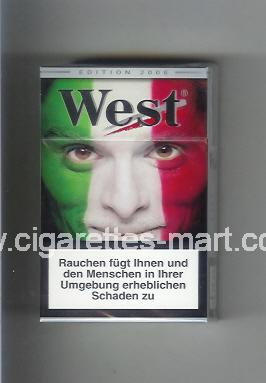 EDITION 2006
West®
www.cigarettes-mart.com
Rauchen fügt Ihnen und
den Menschen in Ihrer
Umgebung erheblichen
Schaden zu